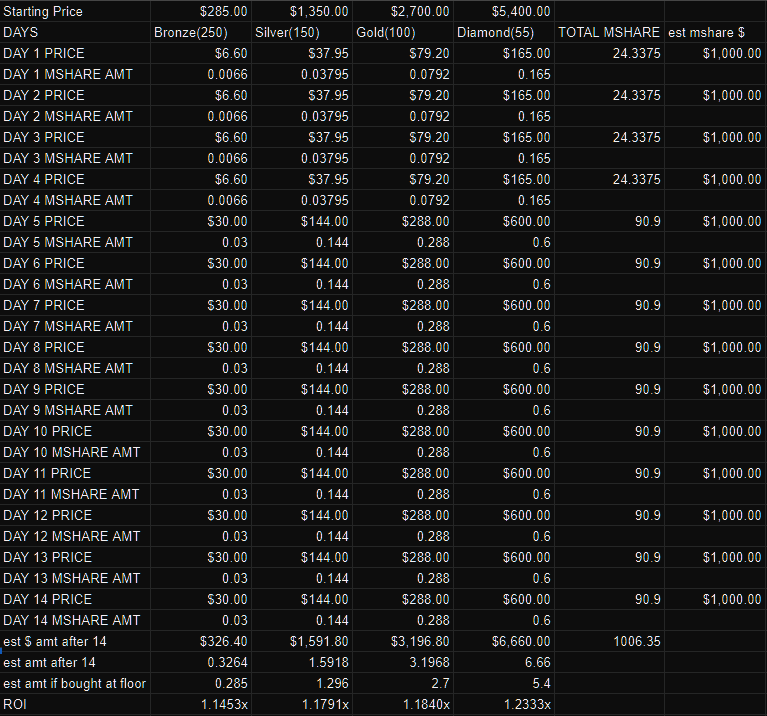 Starting Price $285.00 $1,350.00 $2,700.00 $5,400.00
DAYS Bronze(250) Silver(150) Gold(100) Diamond(55) TOTAL MSHARE est mshare $
DAY 1 PRICE $6.60 $37.95 $79.20 $165.00 24.3375 $1,000.00
DAY 1 MSHARE AMT 0.0066 0.03795 0.0792 0.165
DAY 2 PRICE $6.60 $37.95 $79.20 $165.00 24.3375 $1,000.00
DAY 2 MSHARE AMT 0.0066 0.03795 0.0792 0.165
DAY 3 PRICE $6.60 $37.95 $79.20 $165.00 24.3375 $1,000.00
DAY 3 MSHARE AMT 0.0066 0.03795 0.0792 0.165
DAY 4 PRICE $6.60 $37.95 $79.20 $165.00 24.3375 $1,000.00
DAY 4 MSHARE AMT 0.0066 0.03795 0.0792 0.165
DAY 5 PRICE $30.00 $144.00 $288.00 $600.00 90.9 $1,000.00
DAY 5 MSHARE AMT 0.03 0.144 0.288 0.6
DAY 6 PRICE $30.00 $144.00 $288.00 $600.00 90.9 $1,000.00
DAY 6 MSHARE AMT 0.03 0.144 0.288 0.6
DAY 7 PRICE $30.00 $144.00 $288.00 $600.00 90.9 $1,000.00
DAY 7 MSHARE AMT 0.03 0.144 0.288 0.6
DAY 8 PRICE $30.00 $144.00 $288.00 $600.00 90.9 $1,000.00
DAY 8 MSHARE AMT 0.03 0.144 0.288 0.6
DAY 9 PRICE $30.00 $144.00 $288.00 $600.00 90.9 $1,000.00
DAY 9 MSHARE AMT 0.03 0.144 0.288 0.6
DAY 10 PRICE $30.00 $144.00 $288.00 $600.00 90.9 $1,000.00
DAY 10 MSHARE AMT 0.03 0.144 0.288 0.6
DAY 11 PRICE $30.00 $144.00 $288.00 $600.00 90.9 $1,000.00
DAY 11 MSHARE AMT 0.03 0.144 0.288 0.6
DAY 12 PRICE $30.00 $144.00 $288.00 $600.00 90.9 $1,000.00
DAY 12 MSHARE AMT 0.03 0.144 0.288 0.6
DAY 13 PRICE $30.00 $144.00 $288.00 $600.00 90.9 $1,000.00
DAY 13 MSHARE AMT 0.03 0.144 0.288 0.6
DAY 14 PRICE $30.00 $144.00 $288.00 $600.00 90.9 $1,000.00
DAY 14 MSHARE AMT 0.03 0.144 0.288 0.6
est $ amt after 14 $326.40 $1,591.80 $3,196.80 $6,660.00 1006.35
est amt after 14 0.3264 1.5918 3.1968 6.66
est amt if bought at floor 0.285 1.296 2.7 5.4
ROI 1.1453x 1.1791x 1.1840x 1.2333x